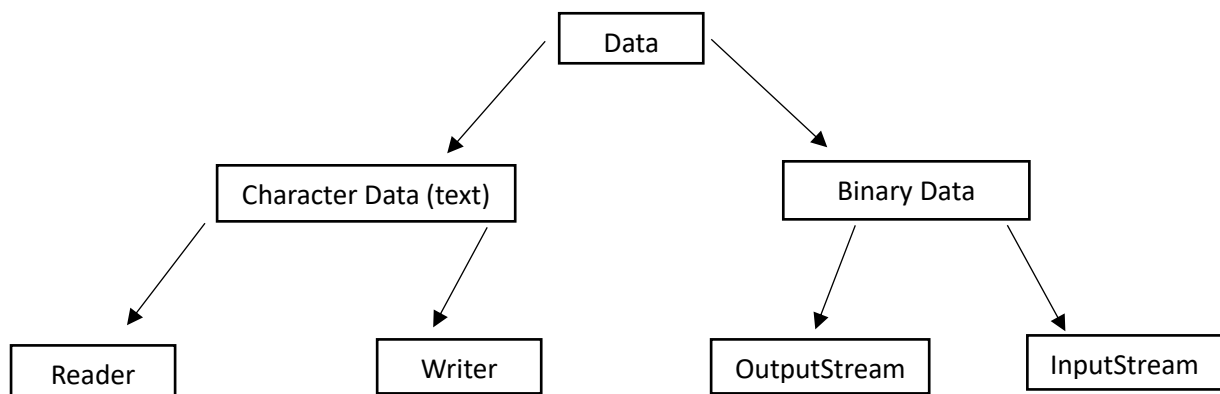 Data
Character Data (text)
Binary Data
Reader
Writer
OutputStream
InputStream